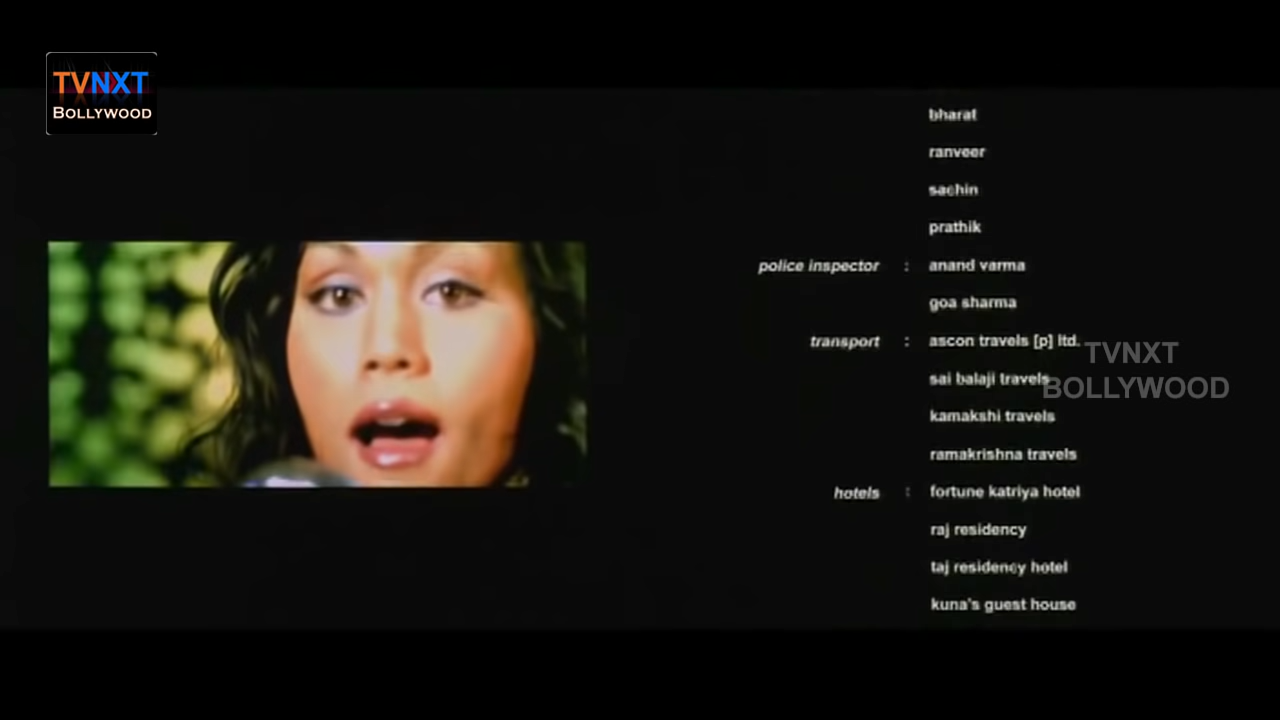 TVNXT
BOLLYWOOD
bharat
ranveer
sachin
prathik
police inspector : anand varma
goa sharma
transport : ascon travels [p] ltd.
sai balaji travels
kamakshi travels
ramakrishna travels
hotels : fortune katriya hotel
raj residency
taj residency hotel
kuna's guest house
TVNXT
BOLLYWOOD